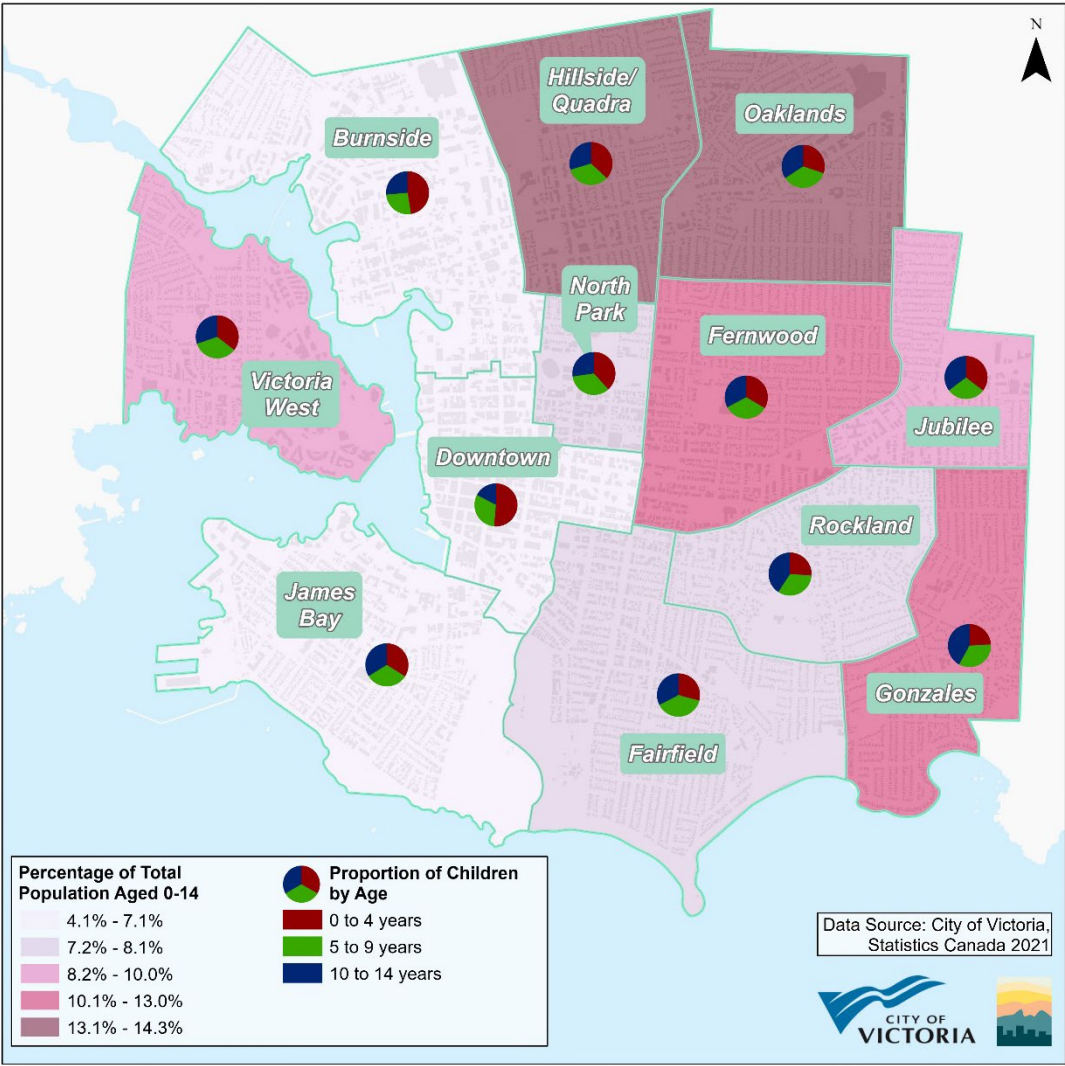 N
Hillside/
Quadra
Oaklands
Burnside
North
Park
Fernwood
Victoria
West
Jubilee
Downtown
Rockland
James
Bay
Gonzales
Fairfield
Percentage of Total
Population Aged 0-14
4.1% - 7.1%
7.2% - 8.1%
8.2% - 10.0%
10.1% - 13.0%
13.1% - 14.3%
Proportion of Children
by Age
0 to 4 years
5 to 9 years
10 to 14 years
Data Source: City of Victoria,
Statistics Canada 2021
CITY OF
VICTORIA